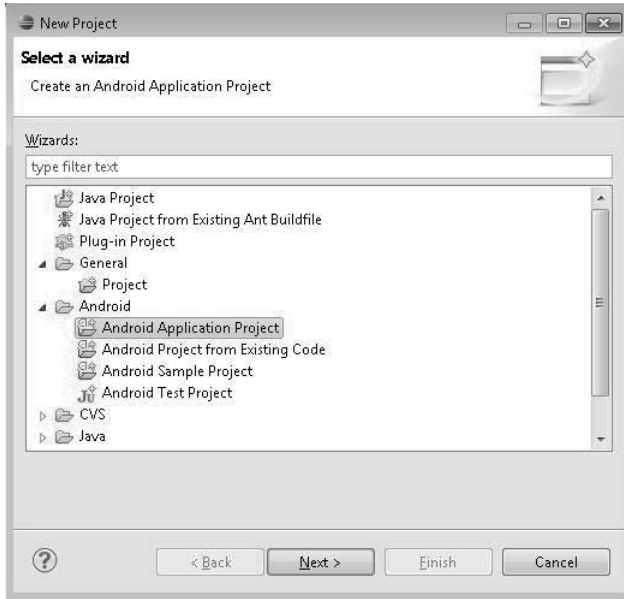 New Project
Select a wizard
Create an Android Application Project
Wizards:
type filter text
Java Project
Java Project from Existing Ant Buildfile
Plug-in Project
General
Project
Android
Android Application Project
Android Project from Existing Code
Android Sample Project
Android Test Project
CVS
Java
?
< Back
Next >
Finish
Cancel